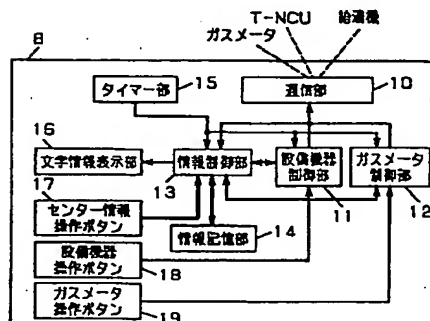 T-NCU
給湯機
ガスメータ
8
タイマー部
15
通信部
10
16
文字情報表示部
情報制御部
13
設備機器
制御部
11
ガスメータ
制御部
12
17
センター情報
操作ボタン
情報記憶部
14
設備機器
操作ボタン
18
ガスメータ
操作ボタン
19